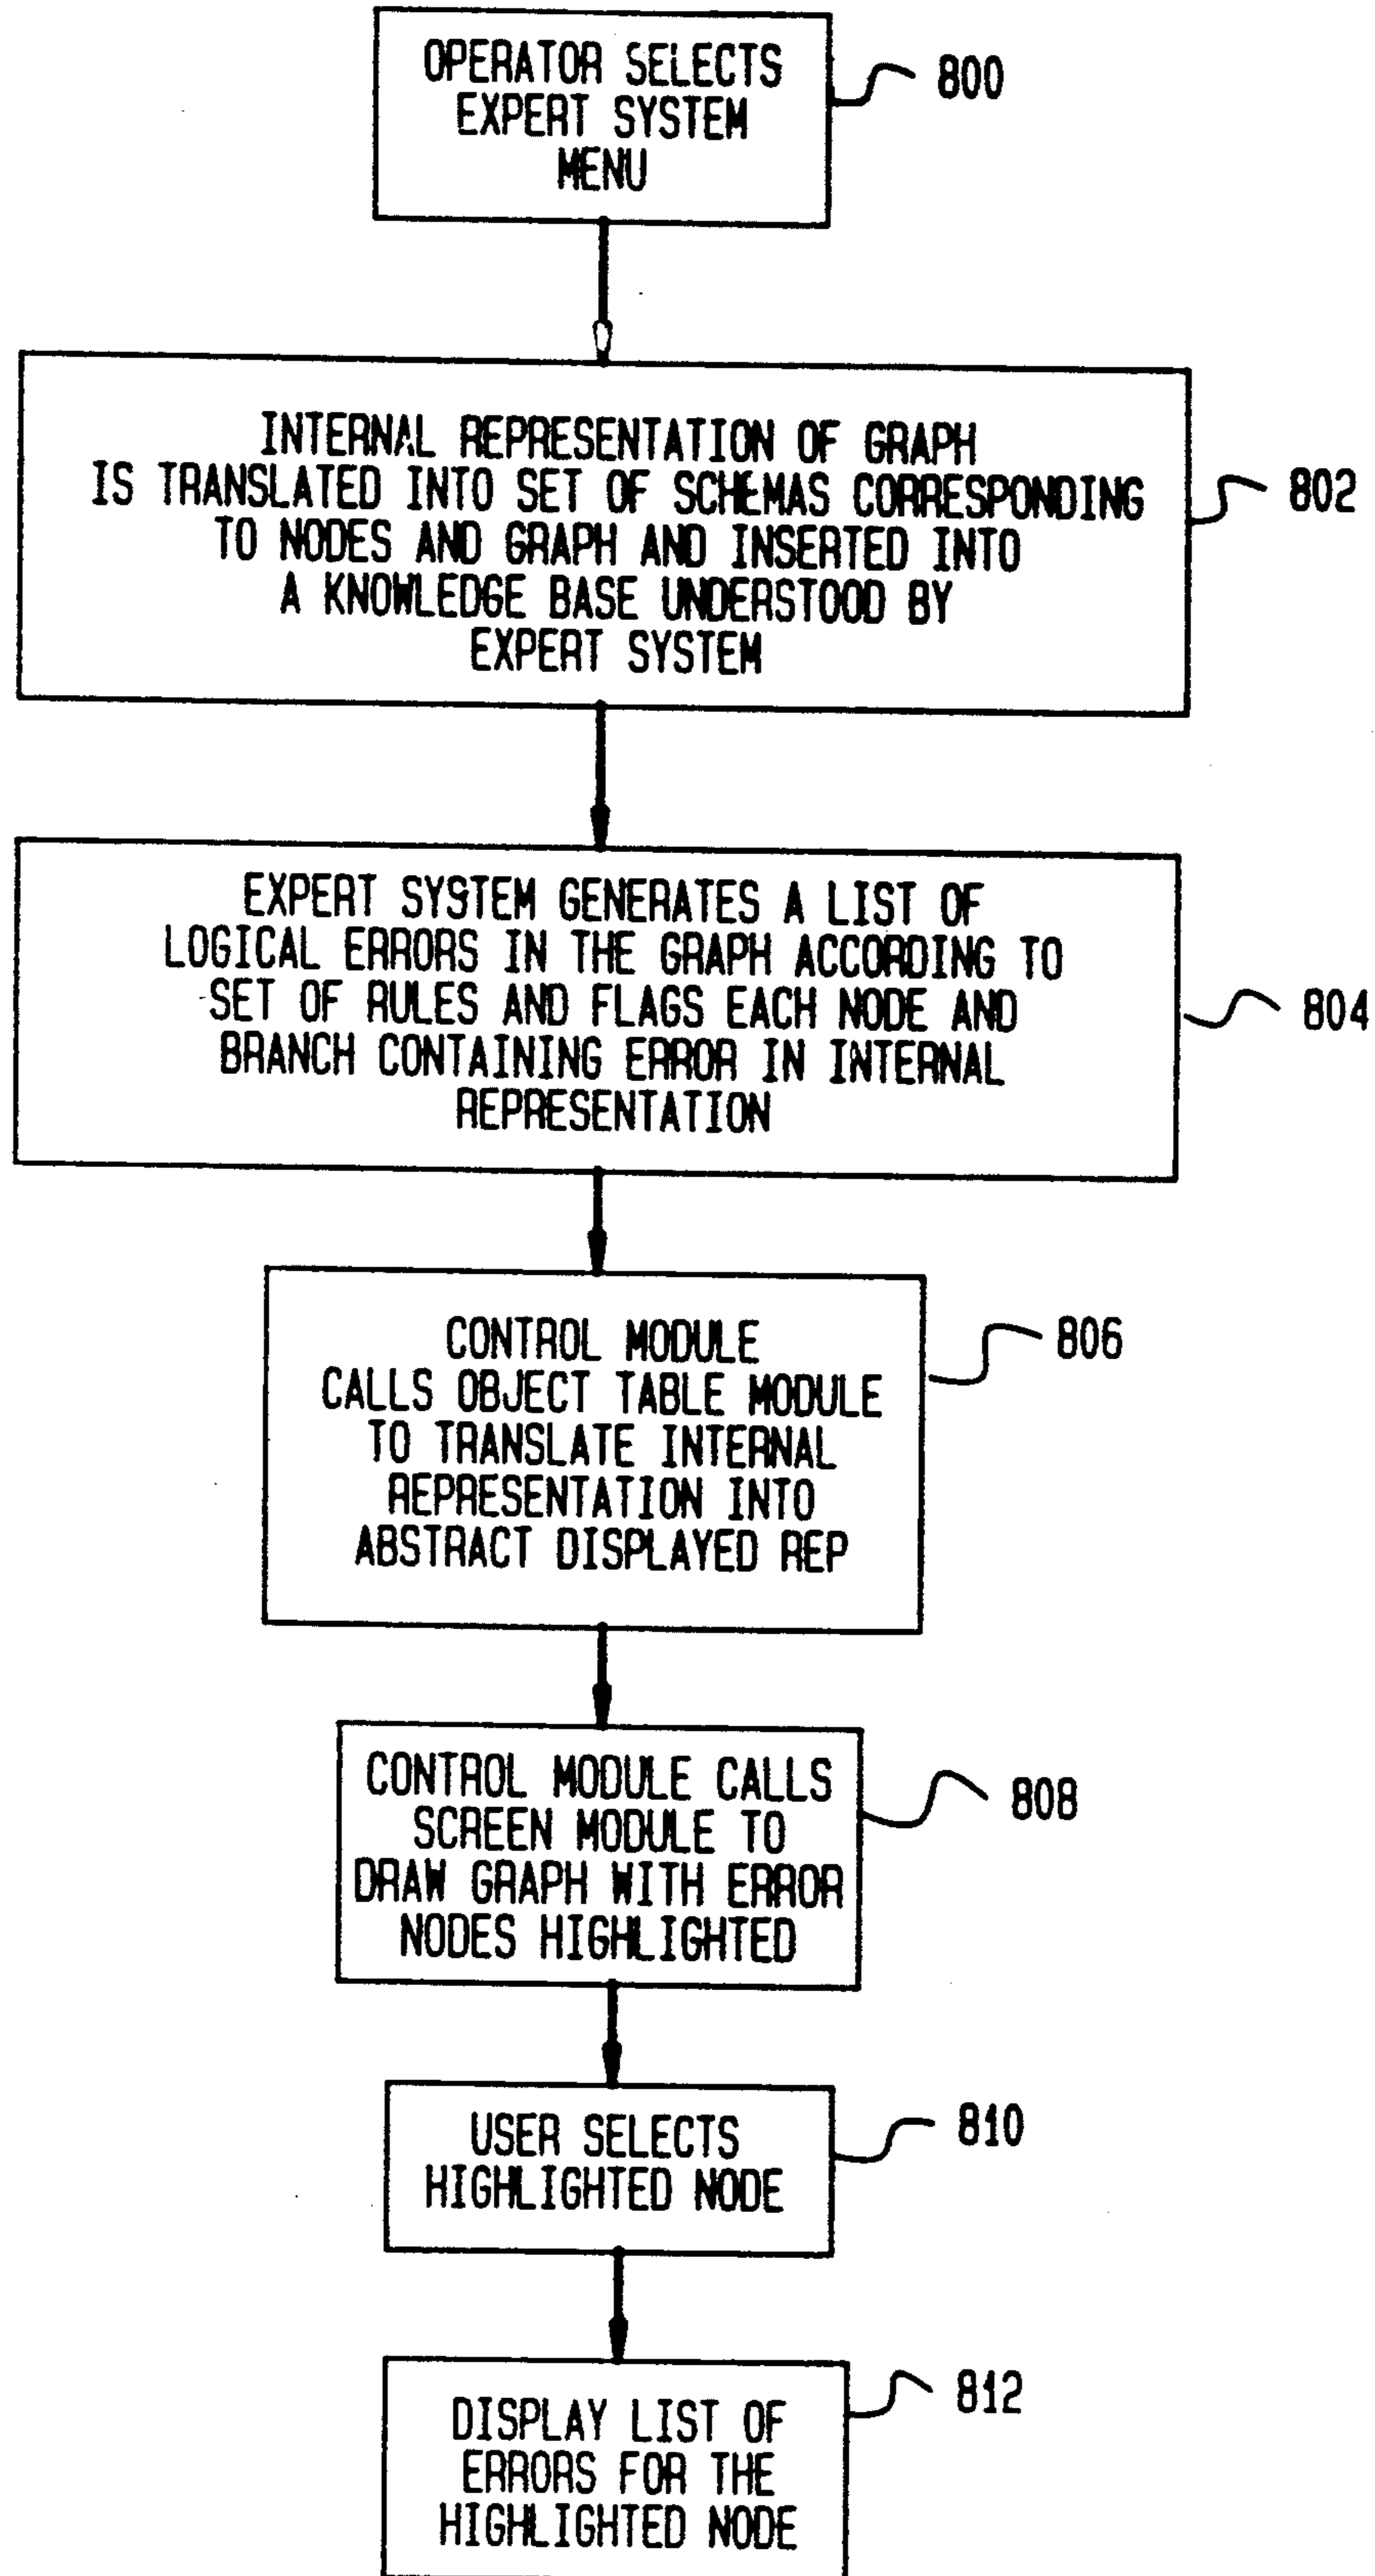 OPERATOR SELECTS
EXPERT SYSTEM
MENU
800
INTERNAL REPRESENTATION OF GRAPH
IS TRANSLATED INTO SET OF SCHEMAS CORRESPONDING
TO NODES AND GRAPH AND INSERTED INTO
A KNOWLEDGE BASE UNDERSTOOD BY
EXPERT SYSTEM
802
EXPERT SYSTEM GENERATES A LIST OF
LOGICAL ERRORS IN THE GRAPH ACCORDING TO
SET OF RULES AND FLAGS EACH NODE AND
BRANCH CONTAINING ERROR IN INTERNAL
REPRESENTATION
804
CONTROL MODULE
CALLS OBJECT TABLE MODULE
TO TRANSLATE INTERNAL
REPRESENTATION INTO
ABSTRACT DISPLAYED REP
806
CONTROL MODULE CALLS
SCREEN MODULE TO
DRAW GRAPH WITH ERROR
NODES HIGHLIGHTED
808
USER SELECTS
HIGHLIGHTED NODE
810
DISPLAY LIST OF
ERRORS FOR THE
HIGHLIGHTED NODE
812